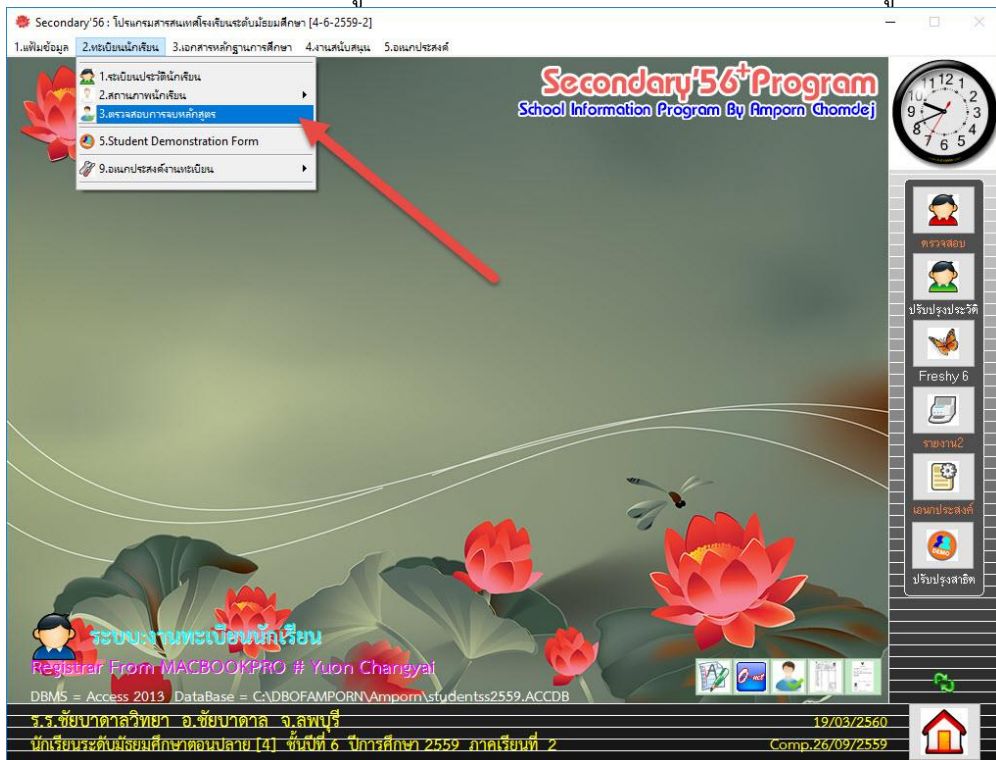 Secondary'56 : โปรแกรมสารสนเทศโรงเรียนระดับมัธยมศึกษา [4-6-2559-2]
1.แฟ้มข้อมูล 2.ทะเบียนนักเรียน 3.เอกสารหลักฐานการศึกษา 4.งานสนับสนุน 5.อเนกประสงค์
1.ระเบียนประวัตินักเรียน
2.สถานภาพนักเรียน
3.ตรวจสอบการจบหลักสูตร
5.Student Demonstration Form
9.อเนกประสงค์งานทะเบียน
Secondary'56+Program
School Information Program By Amporn Chomdej
12 1 2 3 4 5 6 7 8 9 10 11
ตรวจสอบ
ปรับปรุงประวัติ
Freshy 6
รายงาน2
เอนกประสงค์
DEMO
ปรับปรุงสาธิต
ระบบ:งานทะเบียนนักเรียน
Registrar From MACBOOKPRO # Yuon Changyai
O-net
DBMS = Access 2013 DataBase = C:\DBOFAMPORN\Amporn\studentss2559.ACCDB
ร.ร.ชัยบาดาลวิทยา อ.ชัยบาดาล จ.ลพบุรี 19/03/2560
นักเรียนระดับมัธยมศึกษาตอนปลาย [4] ชั้นปีที่ 6 ปีการศึกษา 2559 ภาคเรียนที่ 2 Comp.26/09/2559